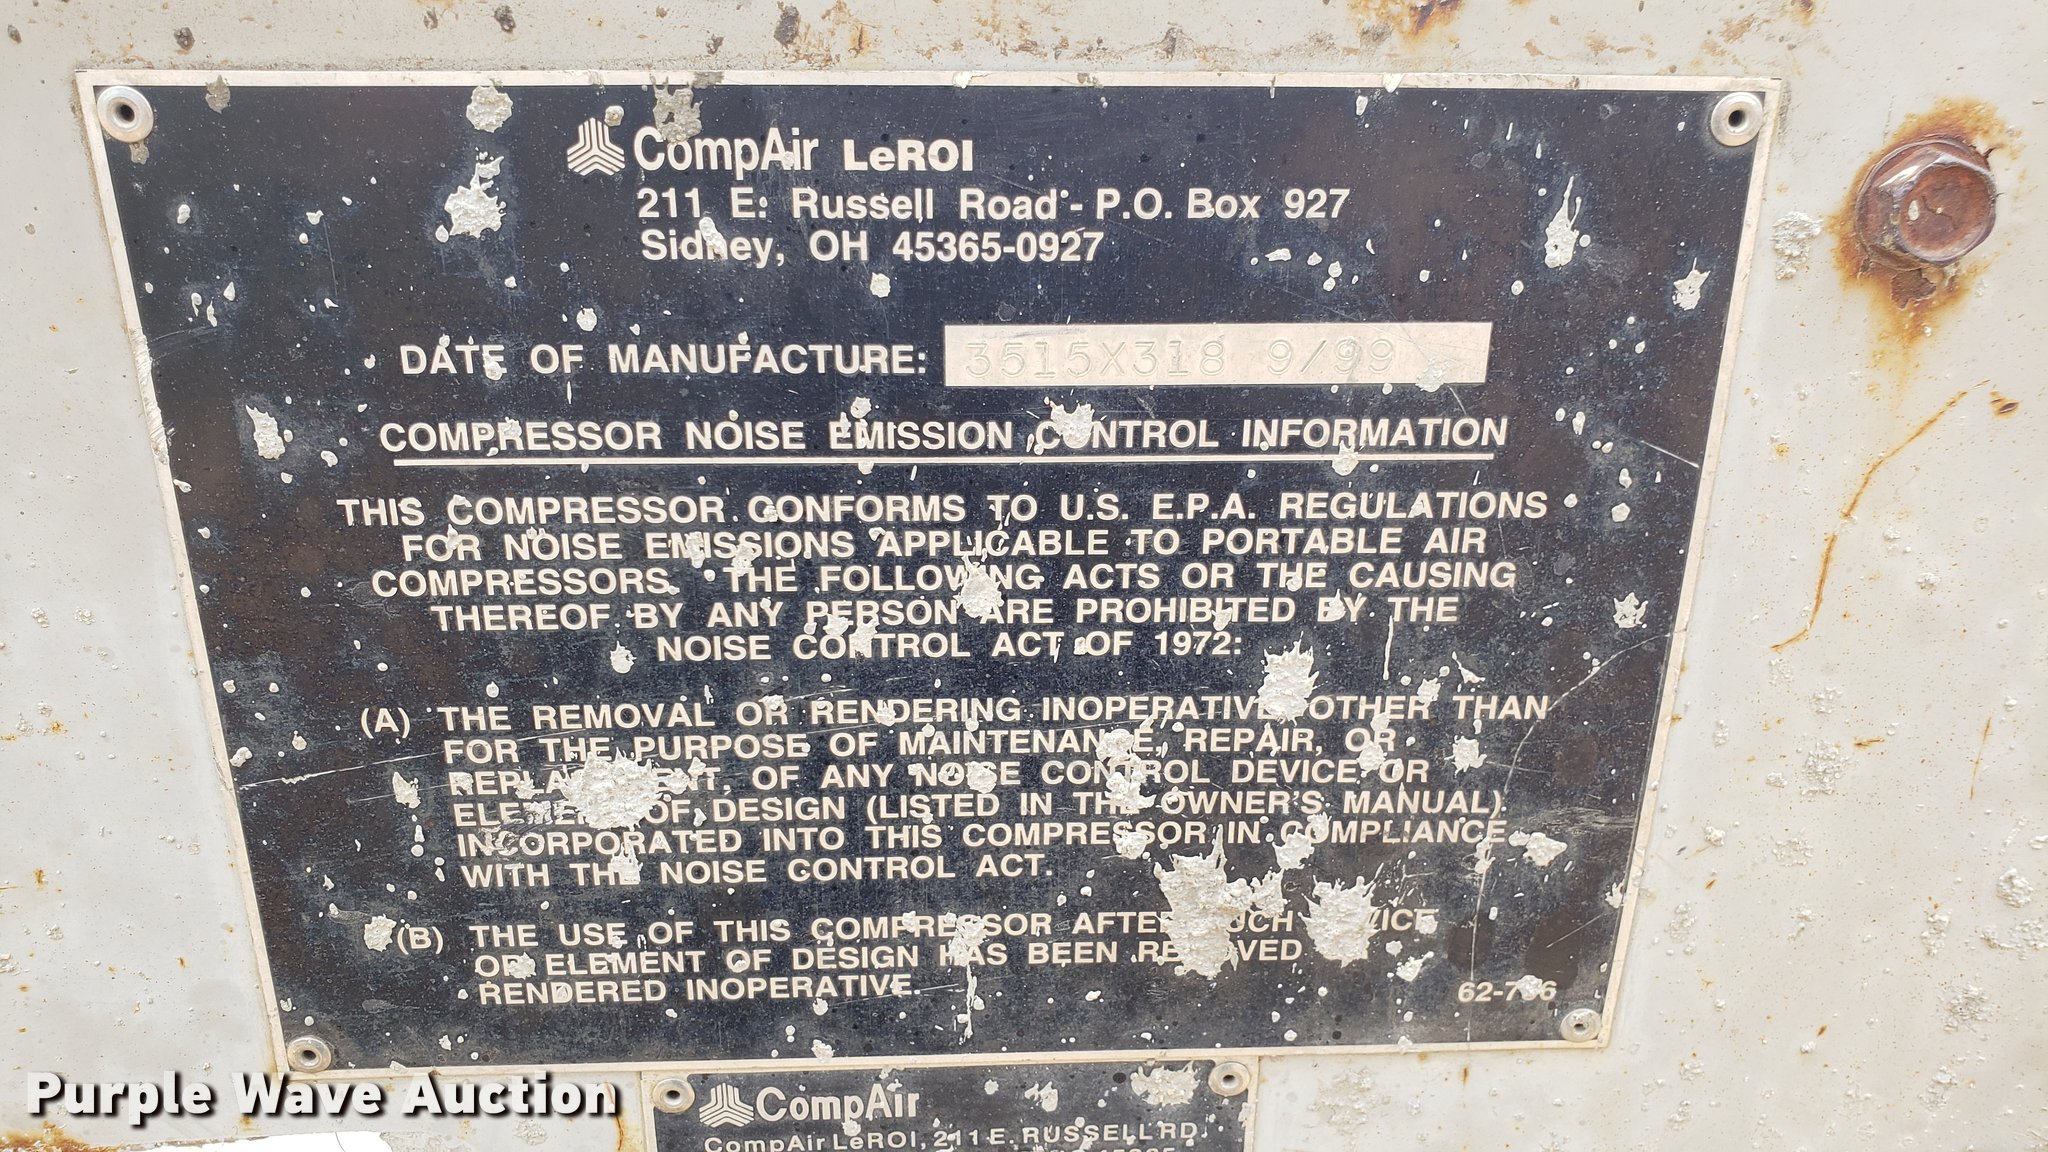 CompAir LeROI
211 E. Russell Road - P.O. Box 927
Sidney, OH 45365-0927
DATE OF MANUFACTURE: 3515X318 9/99
COMPRESSOR NOISE EMISSION CONTROL INFORMATION
THIS COMPRESSOR CONFORMS TO U.S. E.P.A. REGULATIONS
FOR NOISE EMISSIONS APPLICABLE TO PORTABLE AIR
COMPRESSORS. THE FOLLOWING ACTS OR THE CAUSING
THEREOF BY ANY PERSON ARE PROHIBITED BY THE
NOISE CONTROL ACT OF 1972:
(A) THE REMOVAL OR RENDERING INOPERATIVE, OTHER THAN
FOR THE PURPOSE OF MAINTENANCE, REPAIR, OR
REPLACEMENT, OF ANY NOISE CONTROL DEVICE OR
ELEMENT OF DESIGN (LISTED IN THE OWNER'S MANUAL)
INCORPORATED INTO THIS COMPRESSOR IN COMPLIANCE
WITH THE NOISE CONTROL ACT.
(B) THE USE OF THIS COMPRESSOR AFTER SUCH DEVICE
OR ELEMENT OF DESIGN HAS BEEN REMOVED
RENDERED INOPERATIVE.
CompAir
CompAir LeROI, 211 E. RUSSELL RD.
Purple Wave Auction